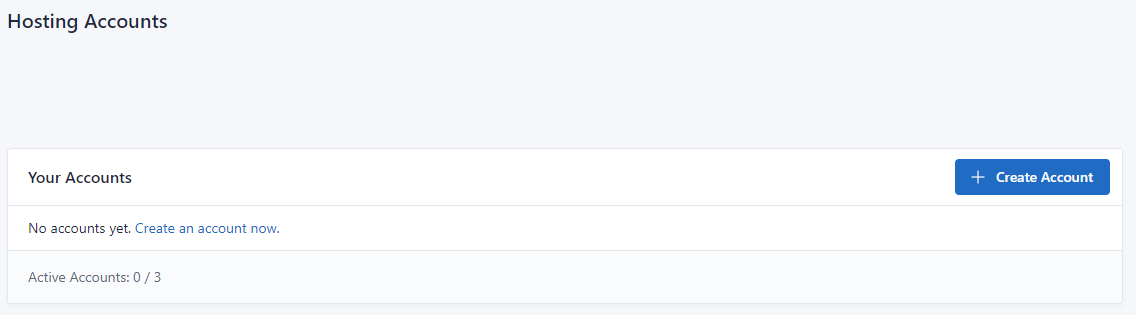 Hosting Accounts
Your Accounts
Create Account
No accounts yet. Create an account now.
Active Accounts: 0 / 3